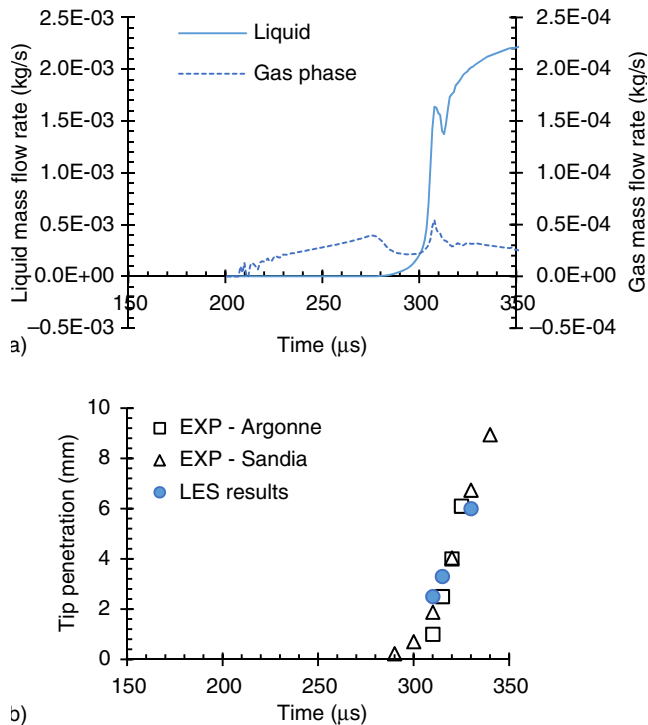 2.5E-03
2.0E-03
1.5E-03
1.0E-03
0.5E-03
0.0E+00
–0.5E-03
Liquid mass flow rate (kg/s)
Liquid
Gas phase
2.5E-04
2.0E-04
1.5E-04
1.0E-04
0.5E-04
0.0E+00
–0.5E-04
Gas mass flow rate (kg/s)
150 200 250 300 350
Time (μs)
a)
10
8
6
4
2
0
Tip penetration (mm)
EXP - Argonne
EXP - Sandia
LES results
150 200 250 300 350
Time (μs)
b)